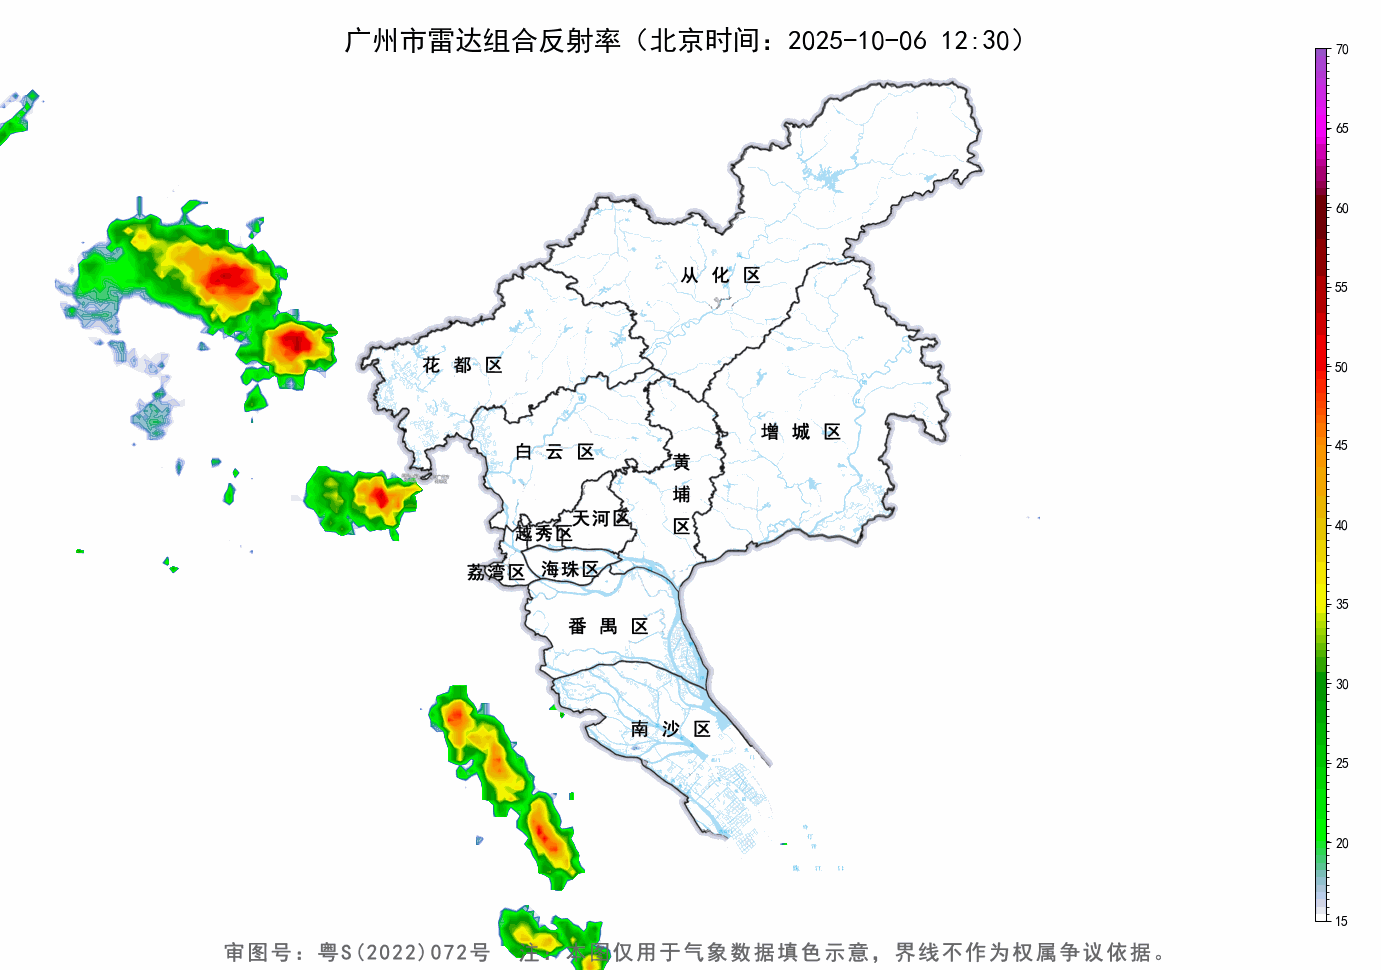 广州市雷达组合反射率（北京时间：2025-10-06 12:30）
70
65
60
55
50
45
40
35
30
25
20
15
从 化 区
花 都 区
增 城 区
白 云 区
黄
埔
区
天河区
越秀区
荔湾区
海珠区
番 禺 区
南 沙 区
审图号：粤S(2022)072号 注：本图仅用于气象数据填色示意，界线不作为权属争议依据。